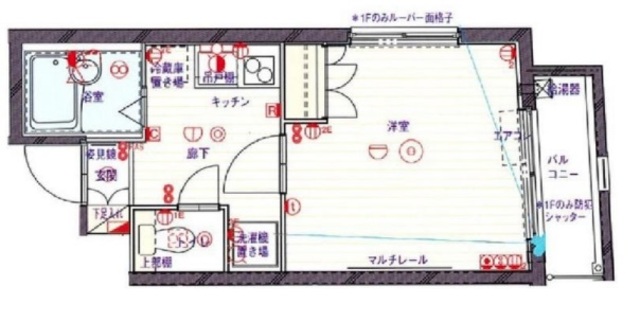 ＊1Fのみルーバー面格子
冷蔵庫
置き場
吊戸棚
浴室
キッチン
洋室
エアコン
給湯器
バル
コニー
＊1Fのみ防犯
シャッター
姿見鏡
玄関
下足入れ
廊下
R
C
2E
1E
t
洗濯機
置き場
上部棚
マルチレール